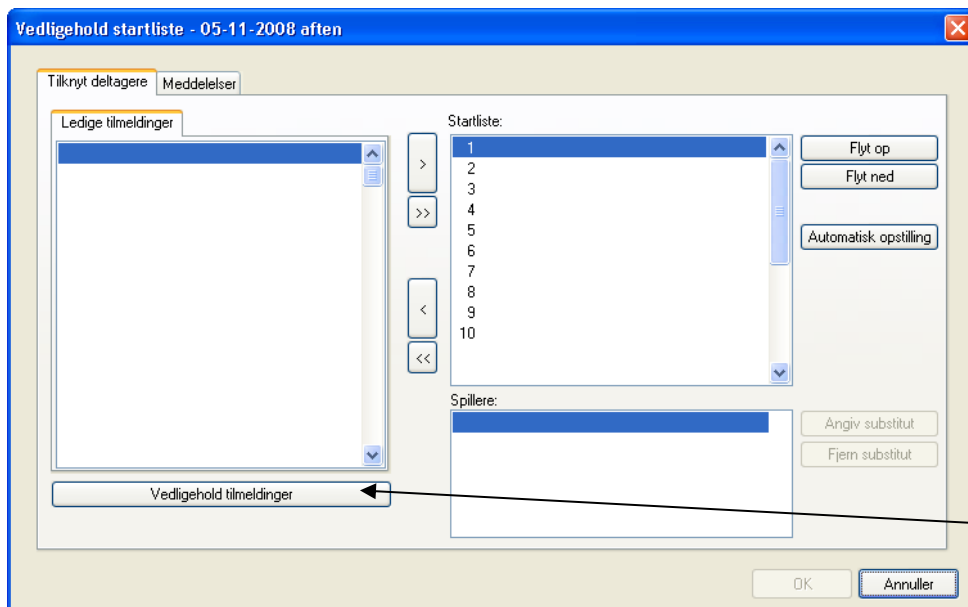 Vedligehold startliste - 05-11-2008 aften
Tilknyt deltagere
Meddelelser
Ledige tilmeldinger
>
>>
<
<<
Vedligehold tilmeldinger
Startliste:
1
2
3
4
5
6
7
8
9
10
Flyt op
Flyt ned
Automatisk opstilling
Spillere:
Angiv substitut
Fjern substitut
OK
Annuller